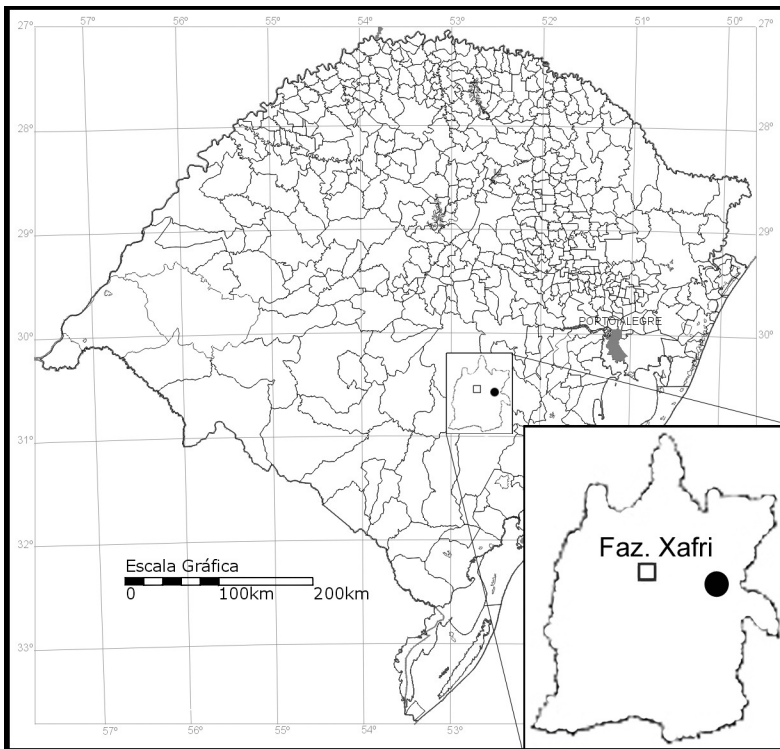 57° 56° 55° 54° 53° 52° 51° 50°
27°
28° 28°
29° 29°
PORTO ALEGRE
30° 30°
31°
Faz. Xafri
32°
Escala Gráfica
0 100km 200km
33°
57° 56° 55° 54° 53°